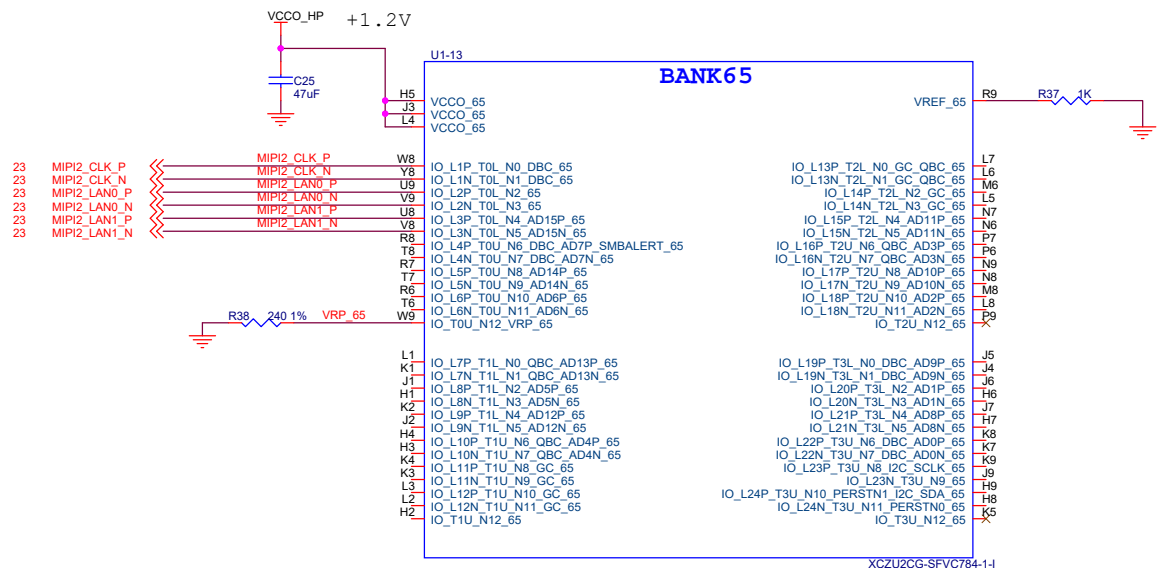 VCCO_HP +1.2V
U1-13
BANK65
C25
47uF
H5 VCCO_65
J3 VCCO_65
L4 VCCO_65
VREF_65 R9 R37 1K
23 MIPI2_CLK_P MIPI2_CLK_P W8 IO_L1P_T0L_N0_DBC_65
23 MIPI2_CLK_N MIPI2_CLK_N Y8 IO_L1N_T0L_N1_DBC_65
23 MIPI2_LAN0_P MIPI2_LAN0_P U9 IO_L2P_T0L_N2_65
23 MIPI2_LAN0_N MIPI2_LAN0_N V9 IO_L2N_T0L_N3_65
23 MIPI2_LAN1_P MIPI2_LAN1_P U8 IO_L3P_T0L_N4_AD15P_65
23 MIPI2_LAN1_N MIPI2_LAN1_N V8 IO_L3N_T0L_N5_AD15N_65
R8 IO_L4P_T0U_N6_DBC_AD7P_SMBALERT_65
T8 IO_L4N_T0U_N7_DBC_AD7N_65
R7 IO_L5P_T0U_N8_AD14P_65
T7 IO_L5N_T0U_N9_AD14N_65
R6 IO_L6P_T0U_N10_AD6P_65
T6 IO_L6N_T0U_N11_AD6N_65
R38 240 1% VRP_65 W9 IO_T0U_N12_VRP_65
IO_L13P_T2L_N0_GC_QBC_65 L7
IO_L13N_T2L_N1_GC_QBC_65 L6
IO_L14P_T2L_N2_GC_65 M6
IO_L14N_T2L_N3_GC_65 L5
IO_L15P_T2L_N4_AD11P_65 N7
IO_L15N_T2L_N5_AD11N_65 N6
IO_L16P_T2U_N6_QBC_AD3P_65 P7
IO_L16N_T2U_N7_QBC_AD3N_65 P6
IO_L17P_T2U_N8_AD10P_65 N9
IO_L17N_T2U_N9_AD10N_65 N8
IO_L18P_T2U_N10_AD2P_65 M8
IO_L18N_T2U_N11_AD2N_65 L8
IO_T2U_N12_65 P9
L1 IO_L7P_T1L_N0_QBC_AD13P_65
K1 IO_L7N_T1L_N1_QBC_AD13N_65
J1 IO_L8P_T1L_N2_AD5P_65
H1 IO_L8N_T1L_N3_AD5N_65
K2 IO_L9P_T1L_N4_AD12P_65
J2 IO_L9N_T1L_N5_AD12N_65
H4 IO_L10P_T1U_N6_QBC_AD4P_65
H3 IO_L10N_T1U_N7_QBC_AD4N_65
K4 IO_L11P_T1U_N8_GC_65
K3 IO_L11N_T1U_N9_GC_65
L3 IO_L12P_T1U_N10_GC_65
L2 IO_L12N_T1U_N11_GC_65
H2 IO_T1U_N12_65
IO_L19P_T3L_N0_DBC_AD9P_65 J5
IO_L19N_T3L_N1_DBC_AD9N_65 J4
IO_L20P_T3L_N2_AD1P_65 J6
IO_L20N_T3L_N3_AD1N_65 H6
IO_L21P_T3L_N4_AD8P_65 J7
IO_L21N_T3L_N5_AD8N_65 H7
IO_L22P_T3U_N6_DBC_AD0P_65 K8
IO_L22N_T3U_N7_DBC_AD0N_65 K7
IO_L23P_T3U_N8_I2C_SCLK_65 K9
IO_L23N_T3U_N9_65 J9
IO_L24P_T3U_N10_PERSTN1_I2C_SDA_65 H9
IO_L24N_T3U_N11_PERSTN0_65 H8
IO_T3U_N12_65 K5
XCZU2CG-SFVC784-1-I